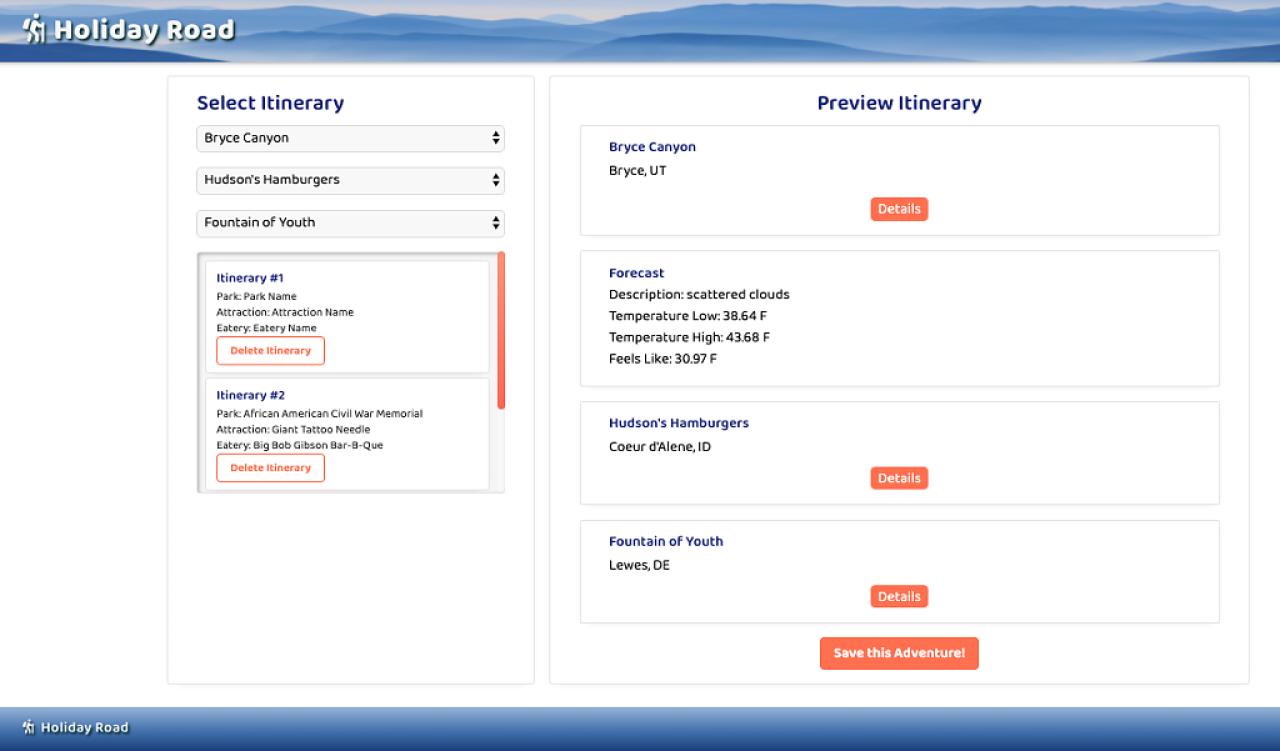 Holiday Road
Select Itinerary
Bryce Canyon
Hudson's Hamburgers
Fountain of Youth
Itinerary #1
Park: Park Name
Attraction: Attraction Name
Eatery: Eatery Name
Delete Itinerary
Itinerary #2
Park: African American Civil War Memorial
Attraction: Giant Tattoo Needle
Eatery: Big Bob Gibson Bar-B-Que
Delete Itinerary
Preview Itinerary
Bryce Canyon
Bryce, UT
Details
Forecast
Description: scattered clouds
Temperature Low: 38.64 F
Temperature High: 43.68 F
Feels Like: 30.97 F
Hudson's Hamburgers
Coeur d'Alene, ID
Details
Fountain of Youth
Lewes, DE
Details
Save this Adventure!
Holiday Road